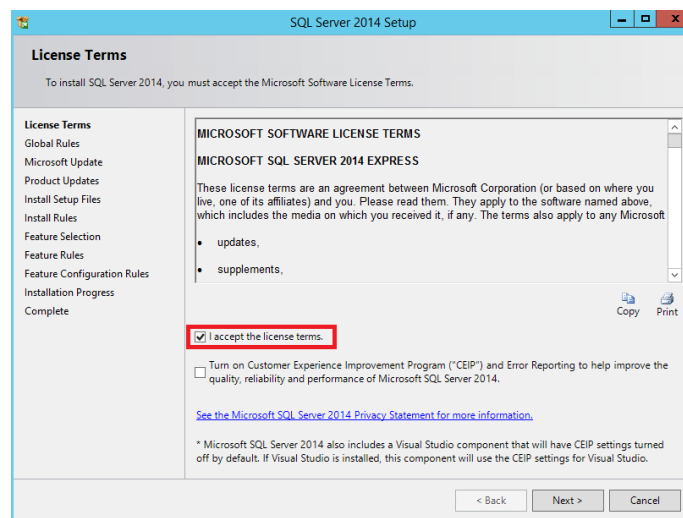 SQL Server 2014 Setup
License Terms
To install SQL Server 2014, you must accept the Microsoft Software License Terms.
License Terms
Global Rules
Microsoft Update
Product Updates
Install Setup Files
Install Rules
Feature Selection
Feature Rules
Feature Configuration Rules
Installation Progress
Complete
MICROSOFT SOFTWARE LICENSE TERMS
MICROSOFT SQL SERVER 2014 EXPRESS
These license terms are an agreement between Microsoft Corporation (or based on where you
live, one of its affiliates) and you. Please read them. They apply to the software named above,
which includes the media on which you received it, if any. The terms also apply to any Microsoft
• updates,
• supplements,
Copy Print
I accept the license terms.
Turn on Customer Experience Improvement Program ("CEIP") and Error Reporting to help improve the
quality, reliability and performance of Microsoft SQL Server 2014.
See the Microsoft SQL Server 2014 Privacy Statement for more information.
* Microsoft SQL Server 2014 also includes a Visual Studio component that will have CEIP settings turned
off by default. If Visual Studio is installed, this component will use the CEIP settings for Visual Studio.
< Back Next > Cancel